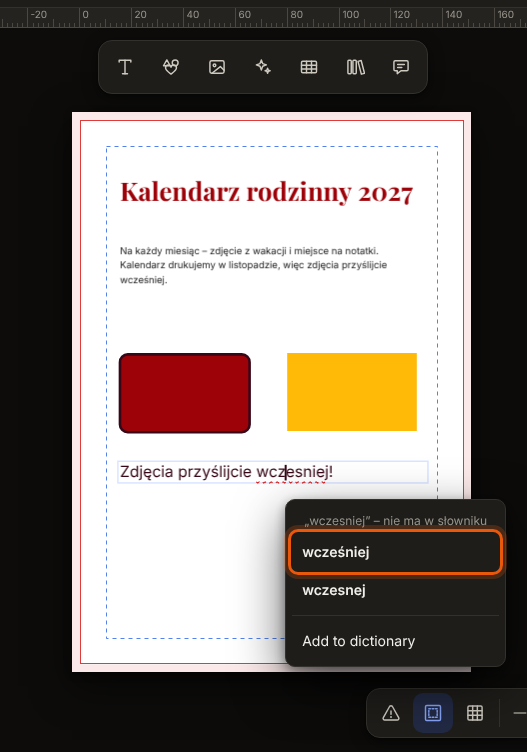 -20 0 20 40 60 80 100 120 140 160
Kalendarz rodzinny 2027
Na każdy miesiąc – zdjęcie z wakacji i miejsce na notatki.
Kalendarz drukujemy w listopadzie, więc zdjęcia przyślijcie
wcześniej.
Zdjęcia przyślijcie wczesniej!
„wczesniej” – nie ma w słowniku
wcześniej
wczesnej
Add to dictionary